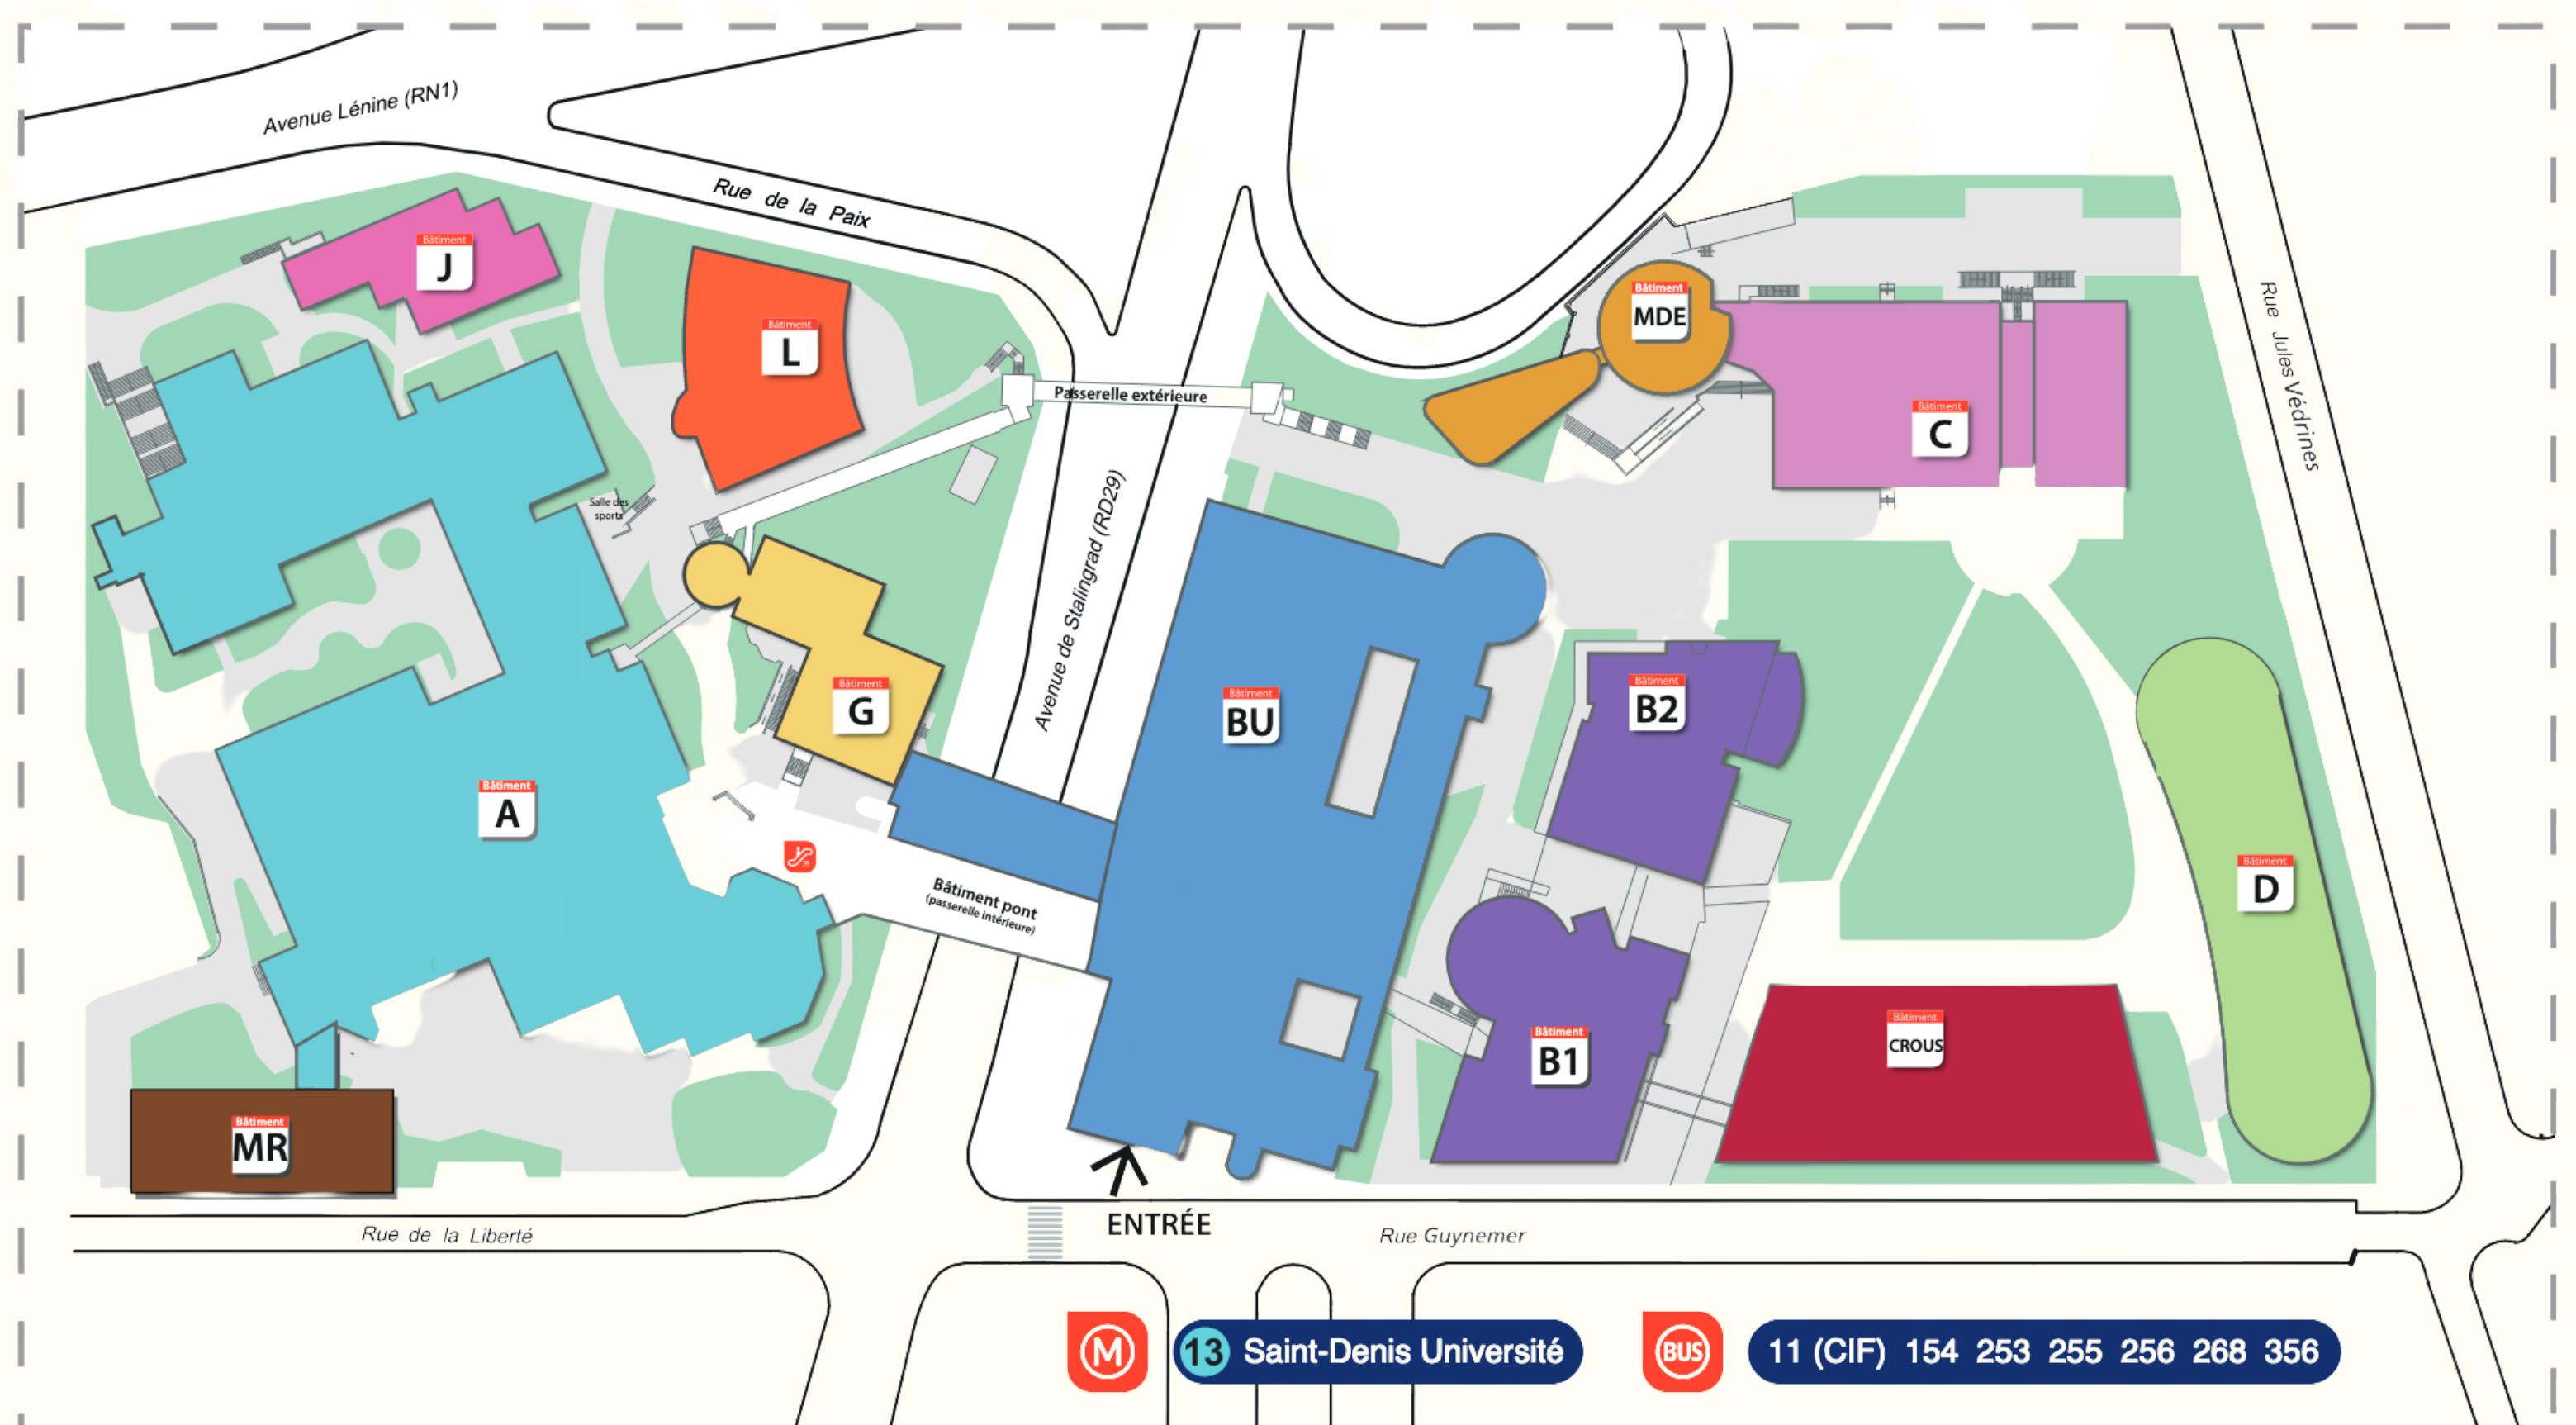 Avenue Lénine (RN1)
Rue de la Paix
Bâtiment
J
Bâtiment
L
Bâtiment
MDE
Rue Jules Védrines
Passerelle extérieure
Bâtiment
C
Salle des
sports
Avenue de Stalingrad (RD29)
Bâtiment
G
Bâtiment
BU
Bâtiment
B2
Bâtiment
A
Bâtiment pont
(passerelle intérieure)
Bâtiment
D
Bâtiment
B1
Bâtiment
CROUS
Bâtiment
MR
ENTRÉE
Rue de la Liberté
Rue Guynemer
M 13 Saint-Denis Université
BUS 11 (CIF) 154 253 255 256 268 356